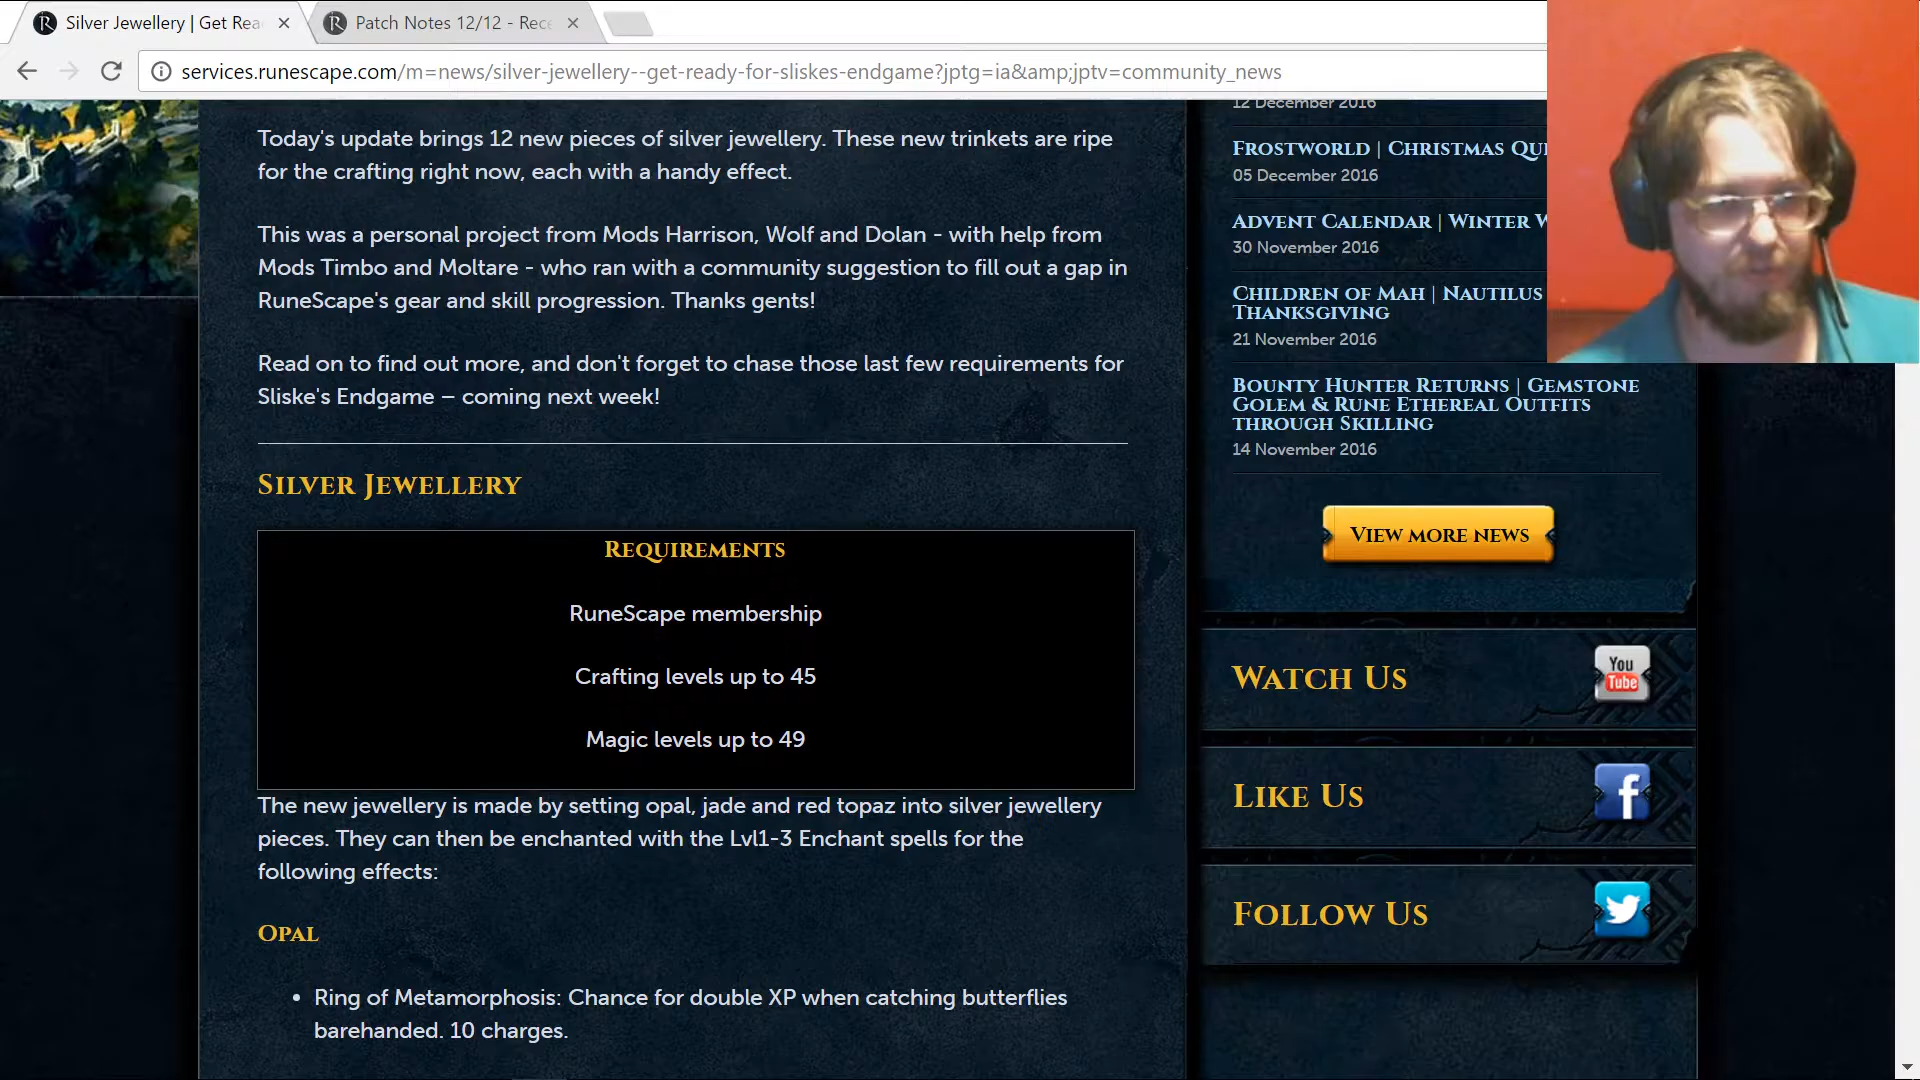 Silver Jewellery | Get Rea
Patch Notes 12/12 - Rece
services.runescape.com/m=news/silver-jewellery--get-ready-for-sliskes-endgame?jptg=ia&amp;jptv=community_news
Today's update brings 12 new pieces of silver jewellery. These new trinkets are ripe
for the crafting right now, each with a handy effect.
This was a personal project from Mods Harrison, Wolf and Dolan - with help from
Mods Timbo and Moltare - who ran with a community suggestion to fill out a gap in
RuneScape's gear and skill progression. Thanks gents!
Read on to find out more, and don't forget to chase those last few requirements for
Sliske's Endgame – coming next week!
Silver Jewellery
Requirements
RuneScape membership
Crafting levels up to 45
Magic levels up to 49
The new jewellery is made by setting opal, jade and red topaz into silver jewellery
pieces. They can then be enchanted with the Lvl1-3 Enchant spells for the
following effects:
Opal
• Ring of Metamorphosis: Chance for double XP when catching butterflies
barehanded. 10 charges.
12 December 2016
Frostworld | Christmas Qu
05 December 2016
Advent Calendar | Winter W
30 November 2016
Children of Mah | Nautilus
Thanksgiving
21 November 2016
Bounty Hunter Returns | Gemstone
Golem & Rune Ethereal Outfits
through Skilling
14 November 2016
View more news
Watch Us
You
Tube
Like Us
f
Follow Us